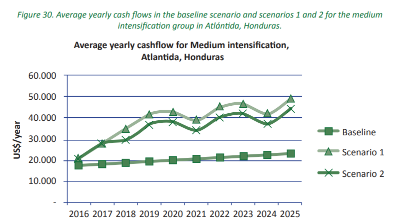 Figure 30. Average yearly cash flows in the baseline scenario and scenarios 1 and 2 for the medium
intensification group in Atlántida, Honduras.
Average yearly cashflow for Medium intensification,
Atlantida, Honduras
US$/year
60.000
50.000
40.000
30.000
20.000
10.000
-
Baseline
Scenario 1
Scenario 2
2016 2017 2018 2019 2020 2021 2022 2023 2024 2025